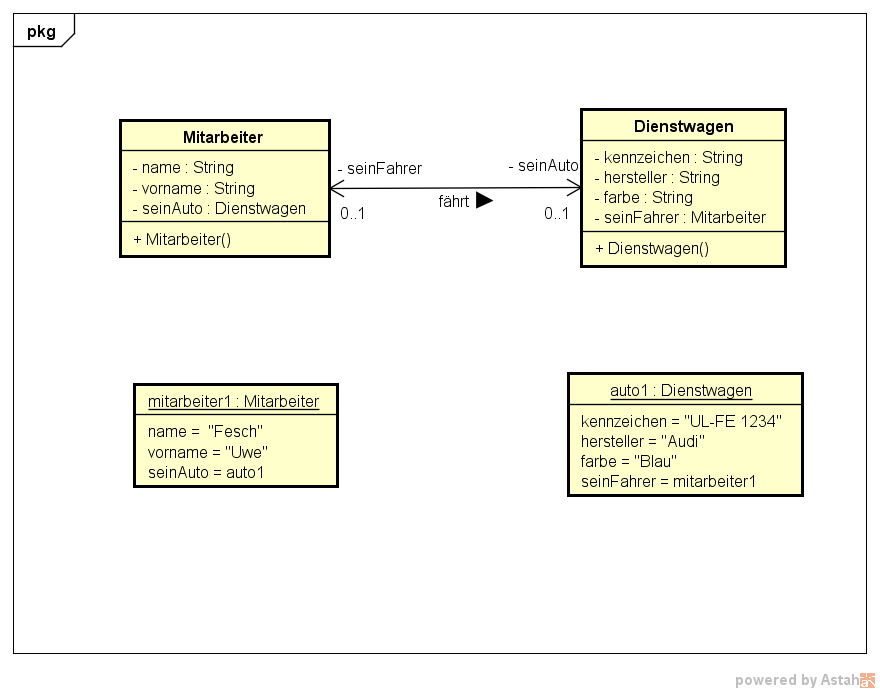 pkg
Mitarbeiter
- name : String
- vorname : String
- seinAuto : Dienstwagen
+ Mitarbeiter()
- seinFahrer
0..1
fährt
- seinAuto
0..1
Dienstwagen
- kennzeichen : String
- hersteller : String
- farbe : String
- seinFahrer : Mitarbeiter
+ Dienstwagen()
mitarbeiter1 : Mitarbeiter
name = "Fesch"
vorname = "Uwe"
seinAuto = auto1
auto1 : Dienstwagen
kennzeichen = "UL-FE 1234"
hersteller = "Audi"
farbe = "Blau"
seinFahrer = mitarbeiter1
powered by Astah